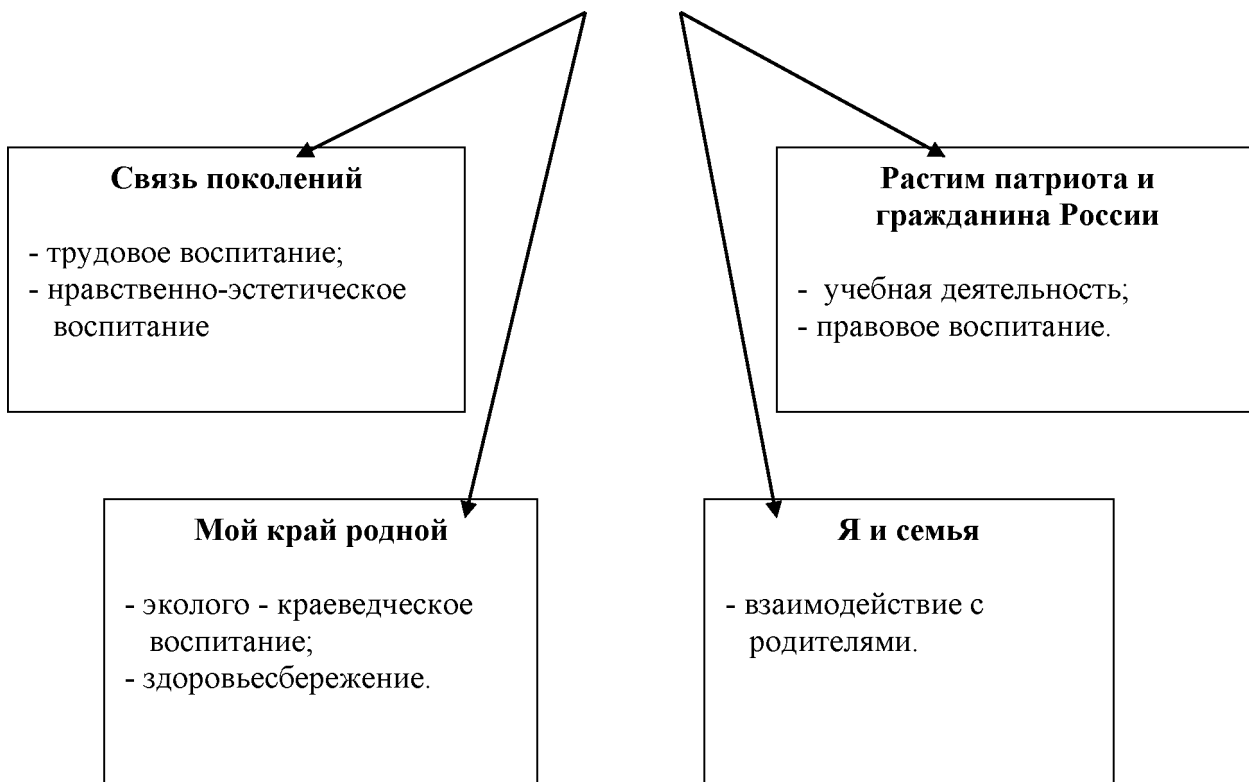 Связь поколений
- трудовое воспитание;
- нравственно-эстетическое
воспитание
Растим патриота и
гражданина России
- учебная деятельность;
- правовое воспитание.
Мой край родной
- эколого - краеведческое
воспитание;
- здоровьесбережение.
Я и семья
- взаимодействие с
родителями.